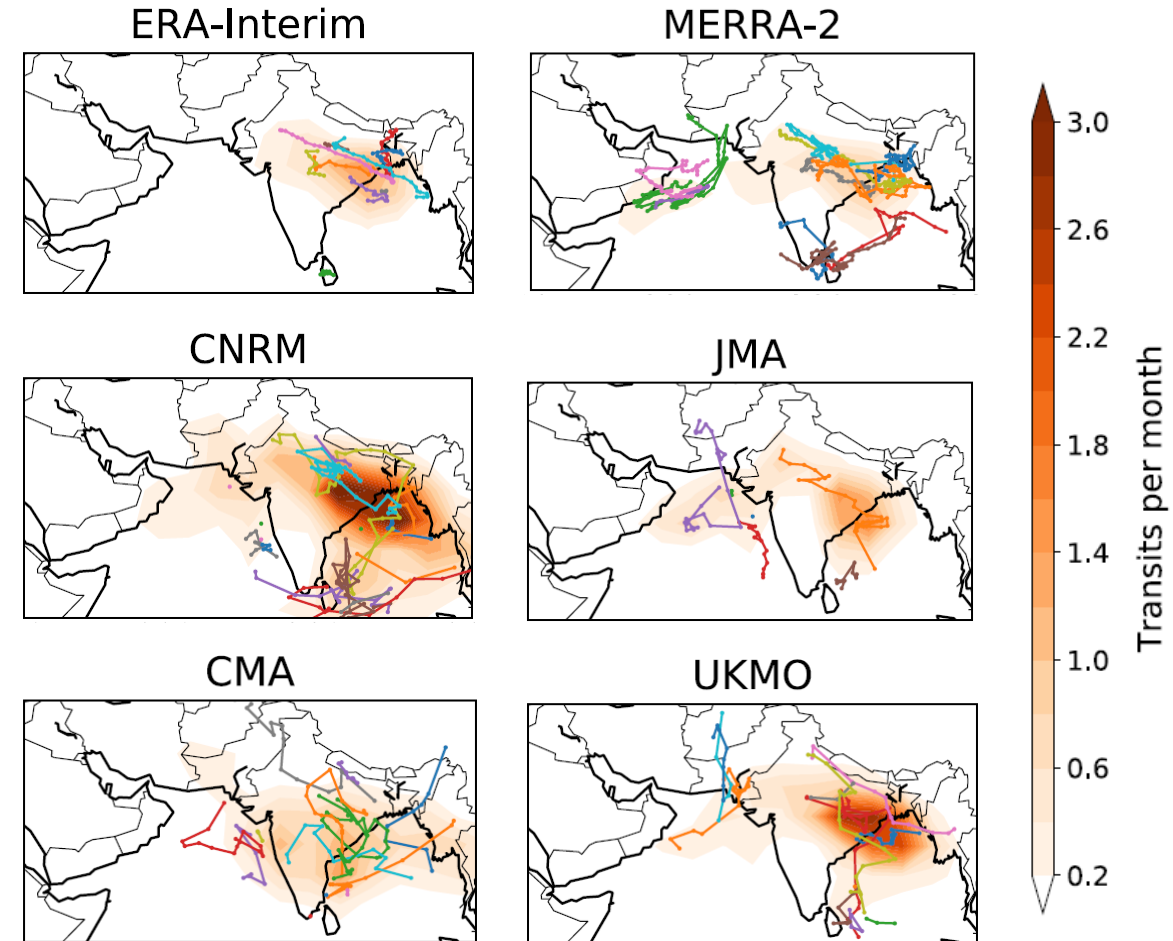 ERA-Interim
MERRA-2
CNRM
JMA
CMA
UKMO
3.0
2.6
2.2
1.8
1.4
1.0
0.6
0.2
Transits per month